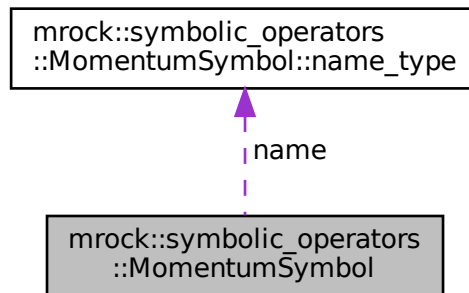 mrock::symbolic_operators
::MomentumSymbol::name_type
name
mrock::symbolic_operators
::MomentumSymbol